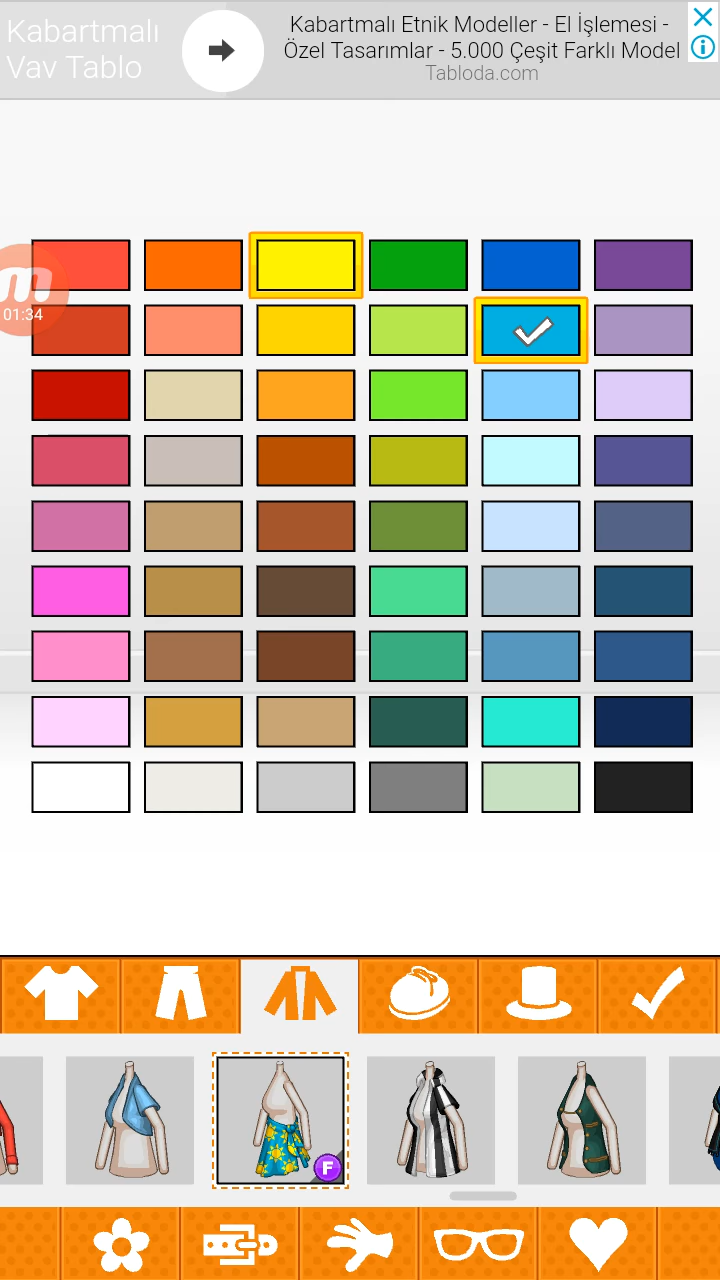 Kabartmalı
Vav Tablo
Kabartmalı Etnik Modeller - El İşlemesi -
Özel Tasarımlar - 5.000 Çeşit Farklı Model
Tabloda.com
01:34
F